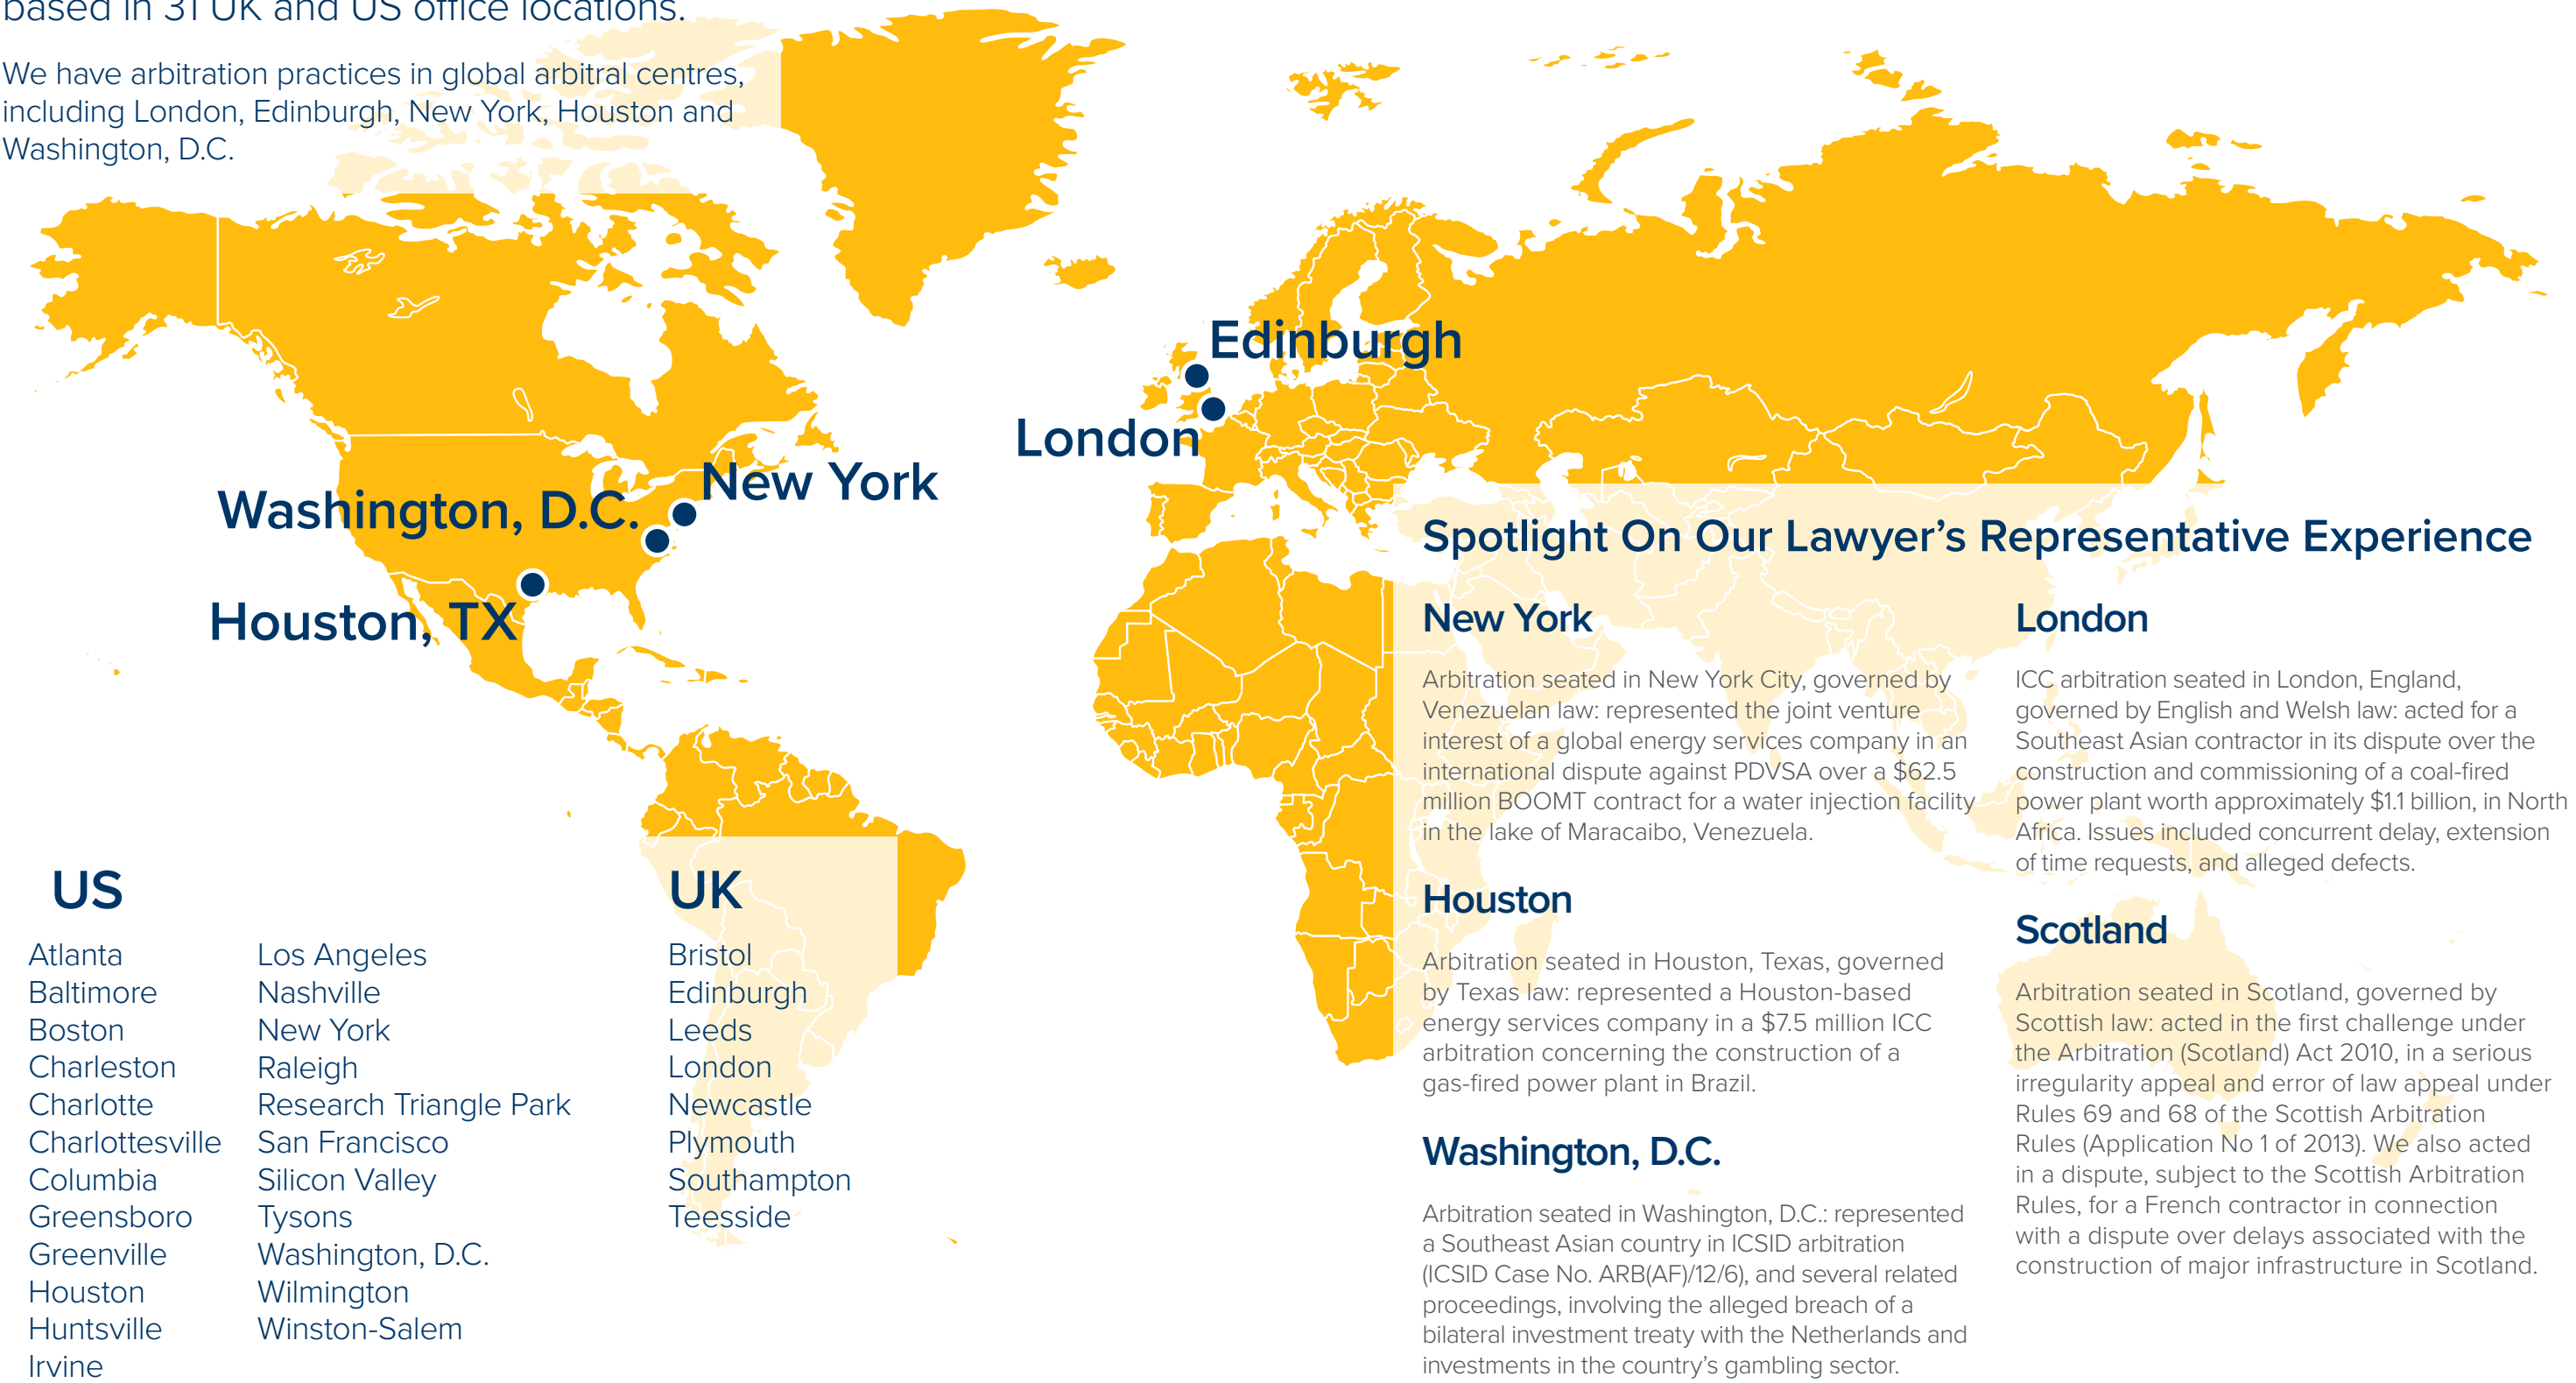 based in 31 UK and US office locations.
We have arbitration practices in global arbitral centres,
including London, Edinburgh, New York, Houston and
Washington, D.C.
Edinburgh
London
New York
Washington, D.C.
Houston, TX
US
Atlanta
Baltimore
Boston
Charleston
Charlotte
Charlottesville
Columbia
Greensboro
Greenville
Houston
Huntsville
Irvine
Los Angeles
Nashville
New York
Raleigh
Research Triangle Park
San Francisco
Silicon Valley
Tysons
Washington, D.C.
Wilmington
Winston-Salem
UK
Bristol
Edinburgh
Leeds
London
Newcastle
Plymouth
Southampton
Teesside
Spotlight On Our Lawyer’s Representative Experience
New York
Arbitration seated in New York City, governed by
Venezuelan law: represented the joint venture
interest of a global energy services company in an
international dispute against PDVSA over a $62.5
million BOOMT contract for a water injection facility
in the lake of Maracaibo, Venezuela.
Houston
Arbitration seated in Houston, Texas, governed
by Texas law: represented a Houston-based
energy services company in a $7.5 million ICC
arbitration concerning the construction of a
gas-fired power plant in Brazil.
Washington, D.C.
Arbitration seated in Washington, D.C.: represented
a Southeast Asian country in ICSID arbitration
(ICSID Case No. ARB(AF)/12/6), and several related
proceedings, involving the alleged breach of a
bilateral investment treaty with the Netherlands and
investments in the country’s gambling sector.
London
ICC arbitration seated in London, England,
governed by English and Welsh law: acted for a
Southeast Asian contractor in its dispute over the
construction and commissioning of a coal-fired
power plant worth approximately $1.1 billion, in North
Africa. Issues included concurrent delay, extension
of time requests, and alleged defects.
Scotland
Arbitration seated in Scotland, governed by
Scottish law: acted in the first challenge under
the Arbitration (Scotland) Act 2010, in a serious
irregularity appeal and error of law appeal under
Rules 69 and 68 of the Scottish Arbitration
Rules (Application No 1 of 2013). We also acted
in a dispute, subject to the Scottish Arbitration
Rules, for a French contractor in connection
with a dispute over delays associated with the
construction of major infrastructure in Scotland.